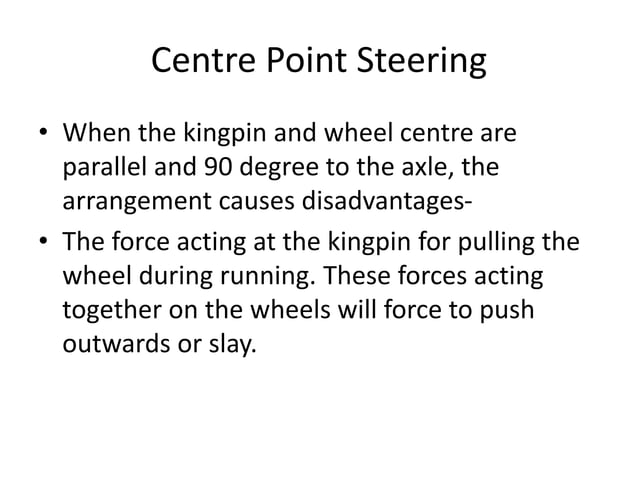 Centre Point Steering
• When the kingpin and wheel centre are
parallel and 90 degree to the axle, the
arrangement causes disadvantages-
• The force acting at the kingpin for pulling the
wheel during running. These forces acting
together on the wheels will force to push
outwards or slay.